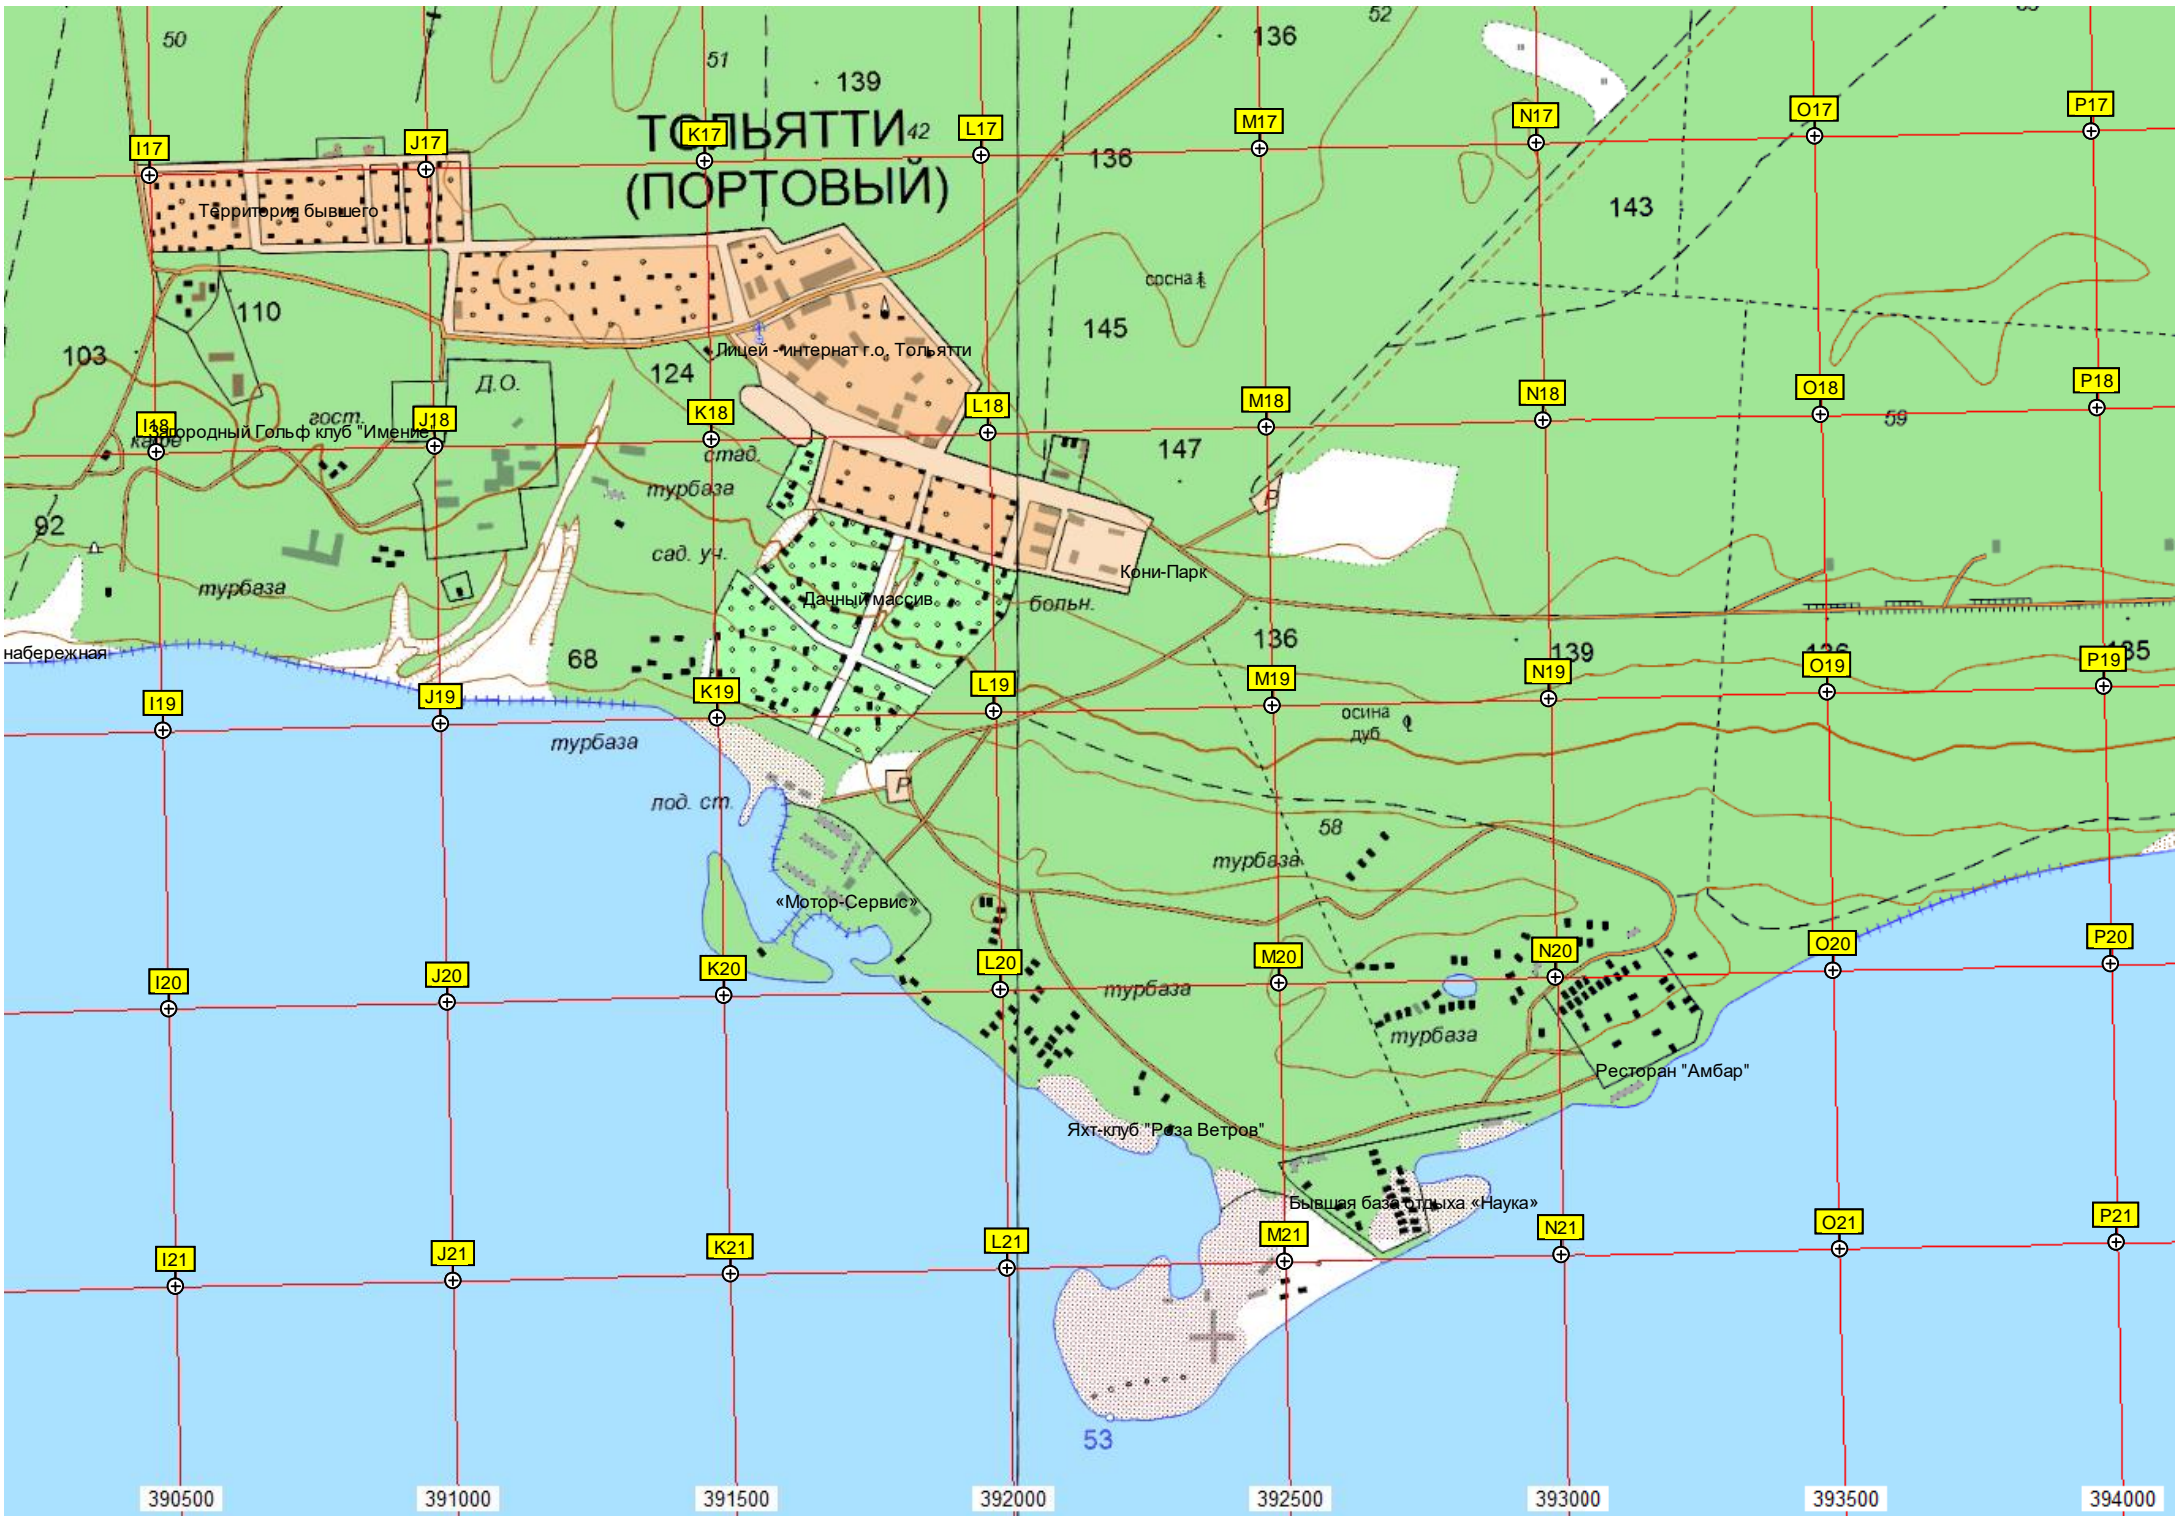 50
52
136
51
139
ТОЛЬЯТТИ
42
(ПОРТОВЫЙ)
I17
J17
K17
L17
M17
N17
O17
P17
136
143
Территория бывшего
сосна
110
145
103
Лицей - интернат г.о. Тольятти
124
Д.О.
гост.
кафе
Загородный Гольф клуб "Имение"
I18
J18
K18
L18
M18
N18
O18
P18
59
147
стад.
турбаза
Р
92
сад. уч.
Кони-Парк
турбаза
Дачный массив
больн.
набережная
68
136
139
136
135
I19
J19
K19
L19
M19
N19
O19
P19
осина
дуб
турбаза
Р
под. ст.
58
турбаза
«Мотор-Сервис»
I20
J20
K20
L20
M20
N20
O20
P20
турбаза
турбаза
Ресторан "Амбар"
Яхт-клуб "Роза Ветров"
Бывшая база отдыха «Наука»
I21
J21
K21
L21
M21
N21
O21
P21
53
390500
391000
391500
392000
392500
393000
393500
394000